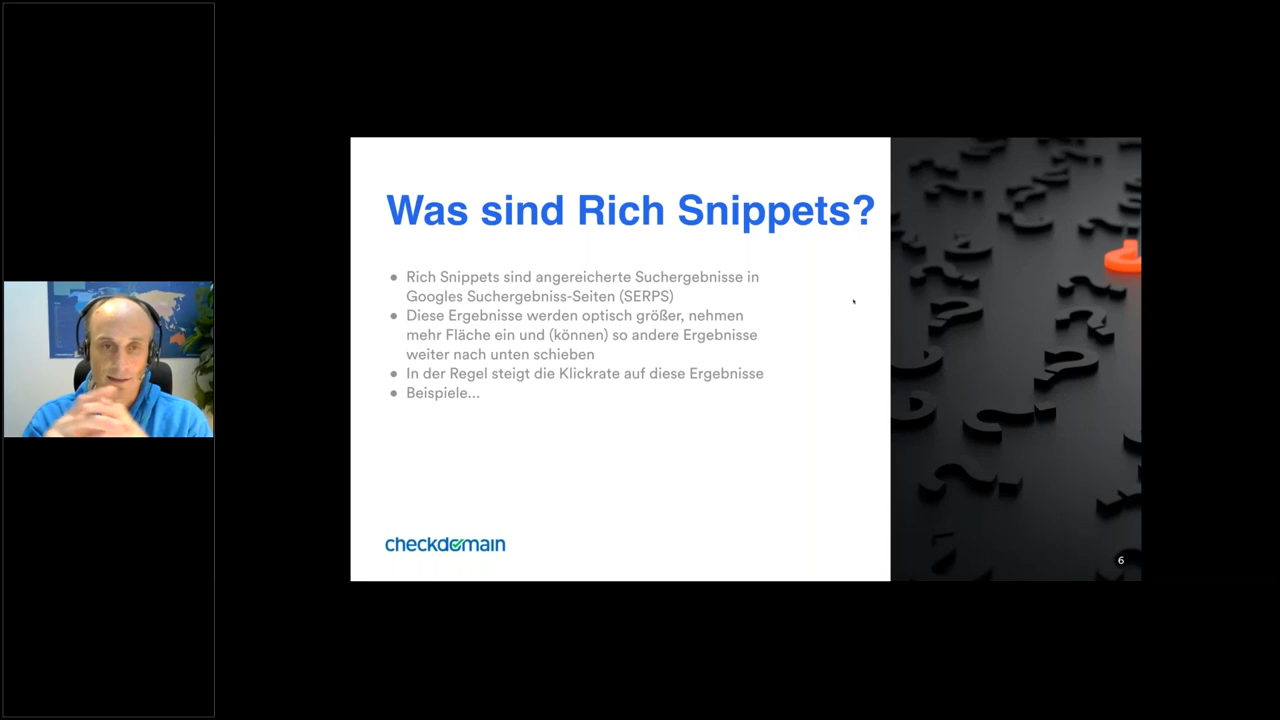 Was sind Rich Snippets?
● Rich Snippets sind angereicherte Suchergebnisse in
Googles Suchergebniss-Seiten (SERPS)
● Diese Ergebnisse werden optisch größer, nehmen
mehr Fläche ein und (können) so andere Ergebnisse
weiter nach unten schieben
● In der Regel steigt die Klickrate auf diese Ergebnisse
● Beispiele...
checkdomain
6